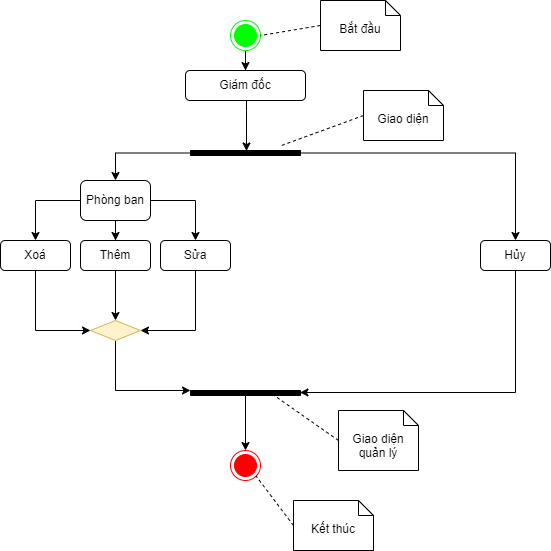 Bắt đầu
Giám đốc
Giao diện
Phòng ban
Xoá
Thêm
Sửa
Hủy
Giao diện
quản lý
Kết thúc